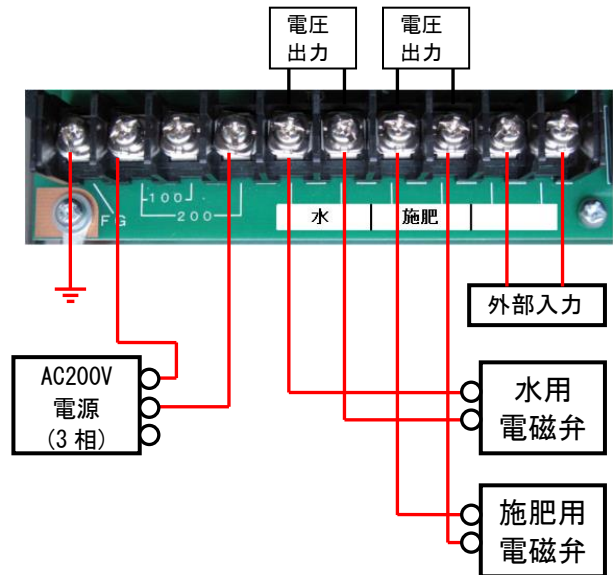 電圧
出力
電圧
出力
FG
100
200
水
施肥
外部入力
AC200V
電源
(3相)
水用
電磁弁
施肥用
電磁弁